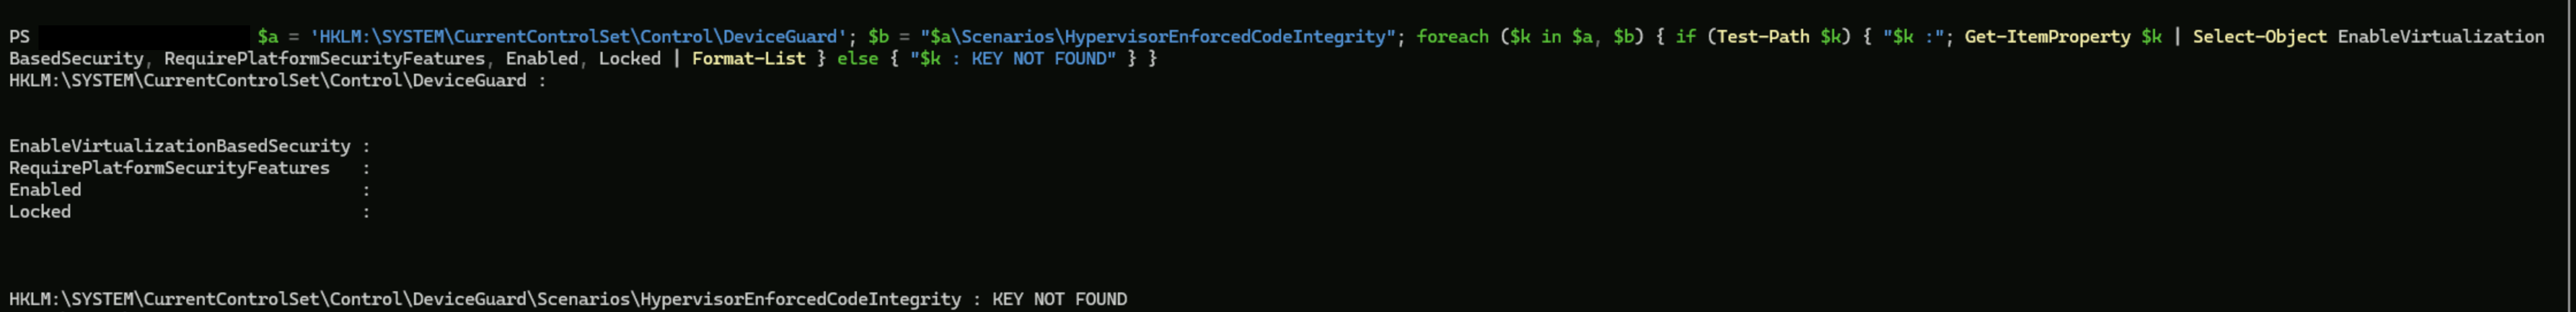 PS $a = 'HKLM:\SYSTEM\CurrentControlSet\Control\DeviceGuard'; $b = "$a\Scenarios\HypervisorEnforcedCodeIntegrity"; foreach ($k in $a, $b) { if (Test-Path $k) { "$k :"; Get-ItemProperty $k | Select-Object EnableVirtualization
BasedSecurity, RequirePlatformSecurityFeatures, Enabled, Locked | Format-List } else { "$k : KEY NOT FOUND" } }
HKLM:\SYSTEM\CurrentControlSet\Control\DeviceGuard :
EnableVirtualizationBasedSecurity :
RequirePlatformSecurityFeatures :
Enabled :
Locked :
HKLM:\SYSTEM\CurrentControlSet\Control\DeviceGuard\Scenarios\HypervisorEnforcedCodeIntegrity : KEY NOT FOUND